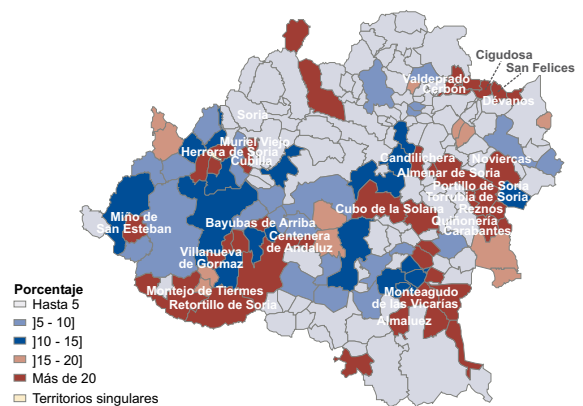 Cigudosa
San Felices
Valdeprado
Cerbón
Dévanos
Soria
Muriel Viejo
Herrera de Soria
Cubilla
Candilichera
Noviercas
Almenar de Soria
Portillo de Soria
Torrubia de Soria
Reznos
Quiñonería
Carabantes
Cubo de la Solana
Miño de
San Esteban
Bayubas de Arriba
Centenera
de Andaluz
Villanueva
de Gormaz
Montejo de Tiermes
Retortillo de Soria
Monteagudo
de las Vicarías
Almaluez
Porcentaje
Hasta 5
]5 - 10]
]10 - 15]
]15 - 20]
Más de 20
Territorios singulares